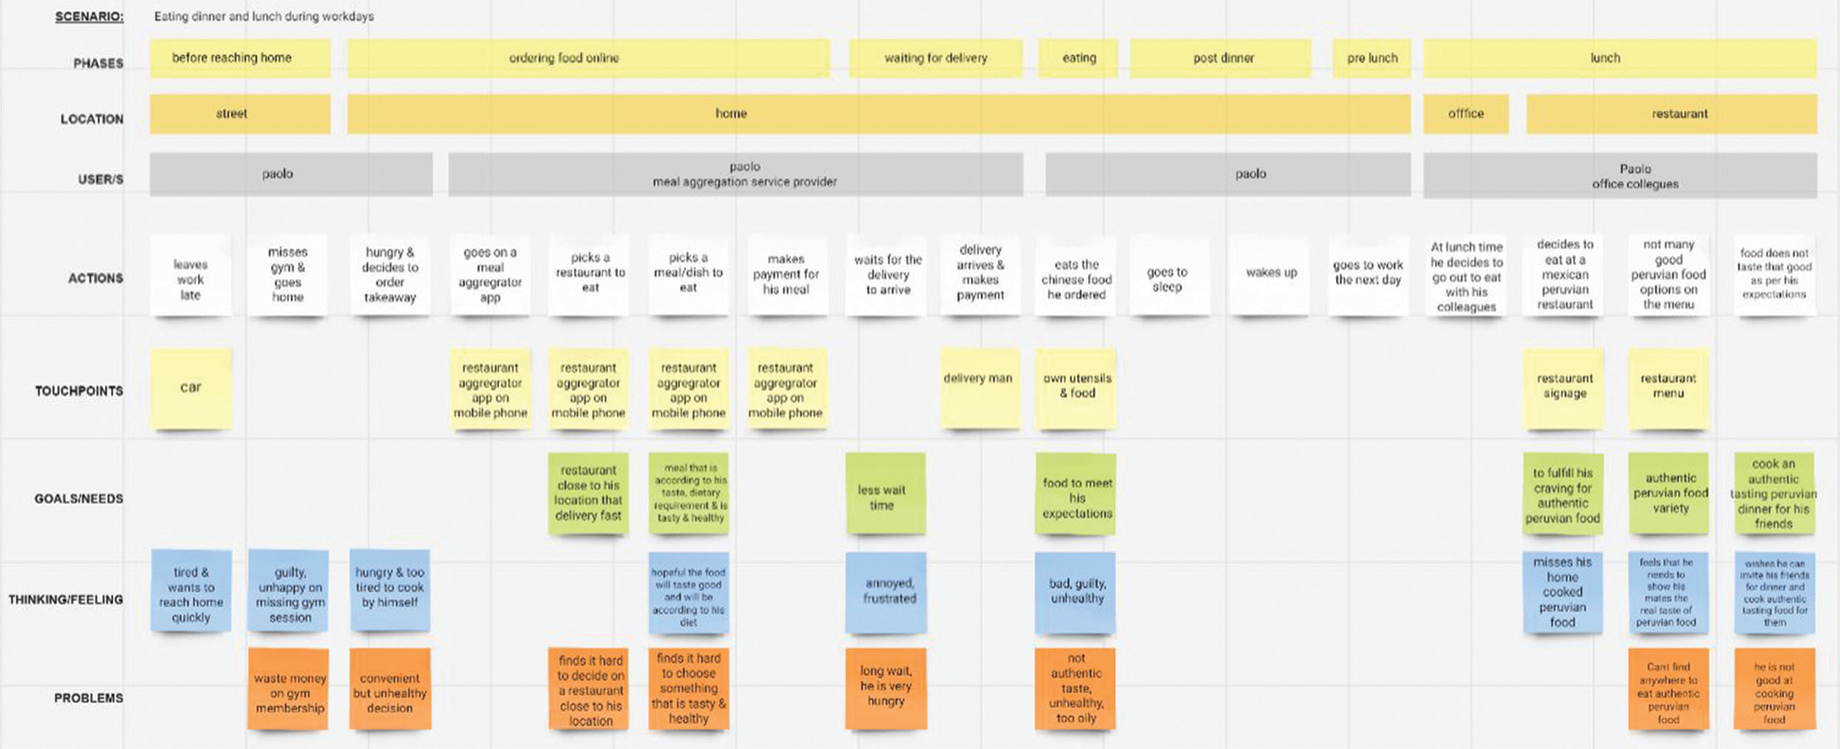 SCENARIO: Eating dinner and lunch during workdays
PHASES
before reaching home
ordering food online
waiting for delivery
eating
post dinner
pre lunch
lunch
LOCATION
street
home
offfice
restaurant
USER/S
paolo
paolo
meal aggregation service provider
paolo
Paolo
office collegues
ACTIONS
leaves
work
late
misses
gym &
goes
home
hungry &
decides to
order
takeaway
goes on a
meal
aggregrator
app
picks a
restaurant to
eat
picks a
meal/dish to
eat
makes
payment for
his meal
waits for the
delivery
to arrive
delivery
arrives &
makes
payment
eats the
chinese food
he ordered
goes to
sleep
wakes up
goes to work
the next day
At lunch time
he decides to
go out to eat
with his
colleagues
decides to
eat at a
mexican
peruvian
restaurant
not many
good
peruvian food
options on
the menu
food does not
taste that good
as per his
expectations
TOUCHPOINTS
car
restaurant
aggregrator
app on
mobile phone
restaurant
aggregrator
app on
mobile phone
restaurant
aggregrator
app on
mobile phone
restaurant
aggregrator
app on
mobile phone
delivery man
own utensils
& food
restaurant
signage
restaurant
menu
GOALS/NEEDS
restaurant
close to his
location that
delivery fast
meal that is
according to his
taste, dietary
requirement & is
tasty & healthy
less wait
time
food to meet
his
expectations
to fulfill his
craving for
authentic
peruvian food
authentic
peruvian food
variety
cook an
authentic
tasting peruvian
dinner for his
friends
THINKING/FEELING
tired &
wants to
reach home
quickly
guilty,
unhappy on
missing gym
session
hungry & too
tired to cook
by himself
hopeful the food
will taste good
and will be
according to his
diet
annoyed,
frustrated
bad, guilty,
unhealthy
misses his
home
cooked
peruvian
food
feels that he
needs to
show his
mates the
real taste of
peruvian food
wishes he can
invite his friends
for dinner and
cook authentic
tasting food for
them
PROBLEMS
waste money
on gym
membership
convenient
but unhealthy
decision
finds it hard
to decide on
a restaurant
close to his
location
finds it hard
to choose
something
that is tasty &
healthy
long wait,
he is very
hungry
not
authentic
taste,
unhealthy,
too oily
Cant find
anywhere to
eat authentic
peruvian
food
he is not
good at
cooking
peruvian
food